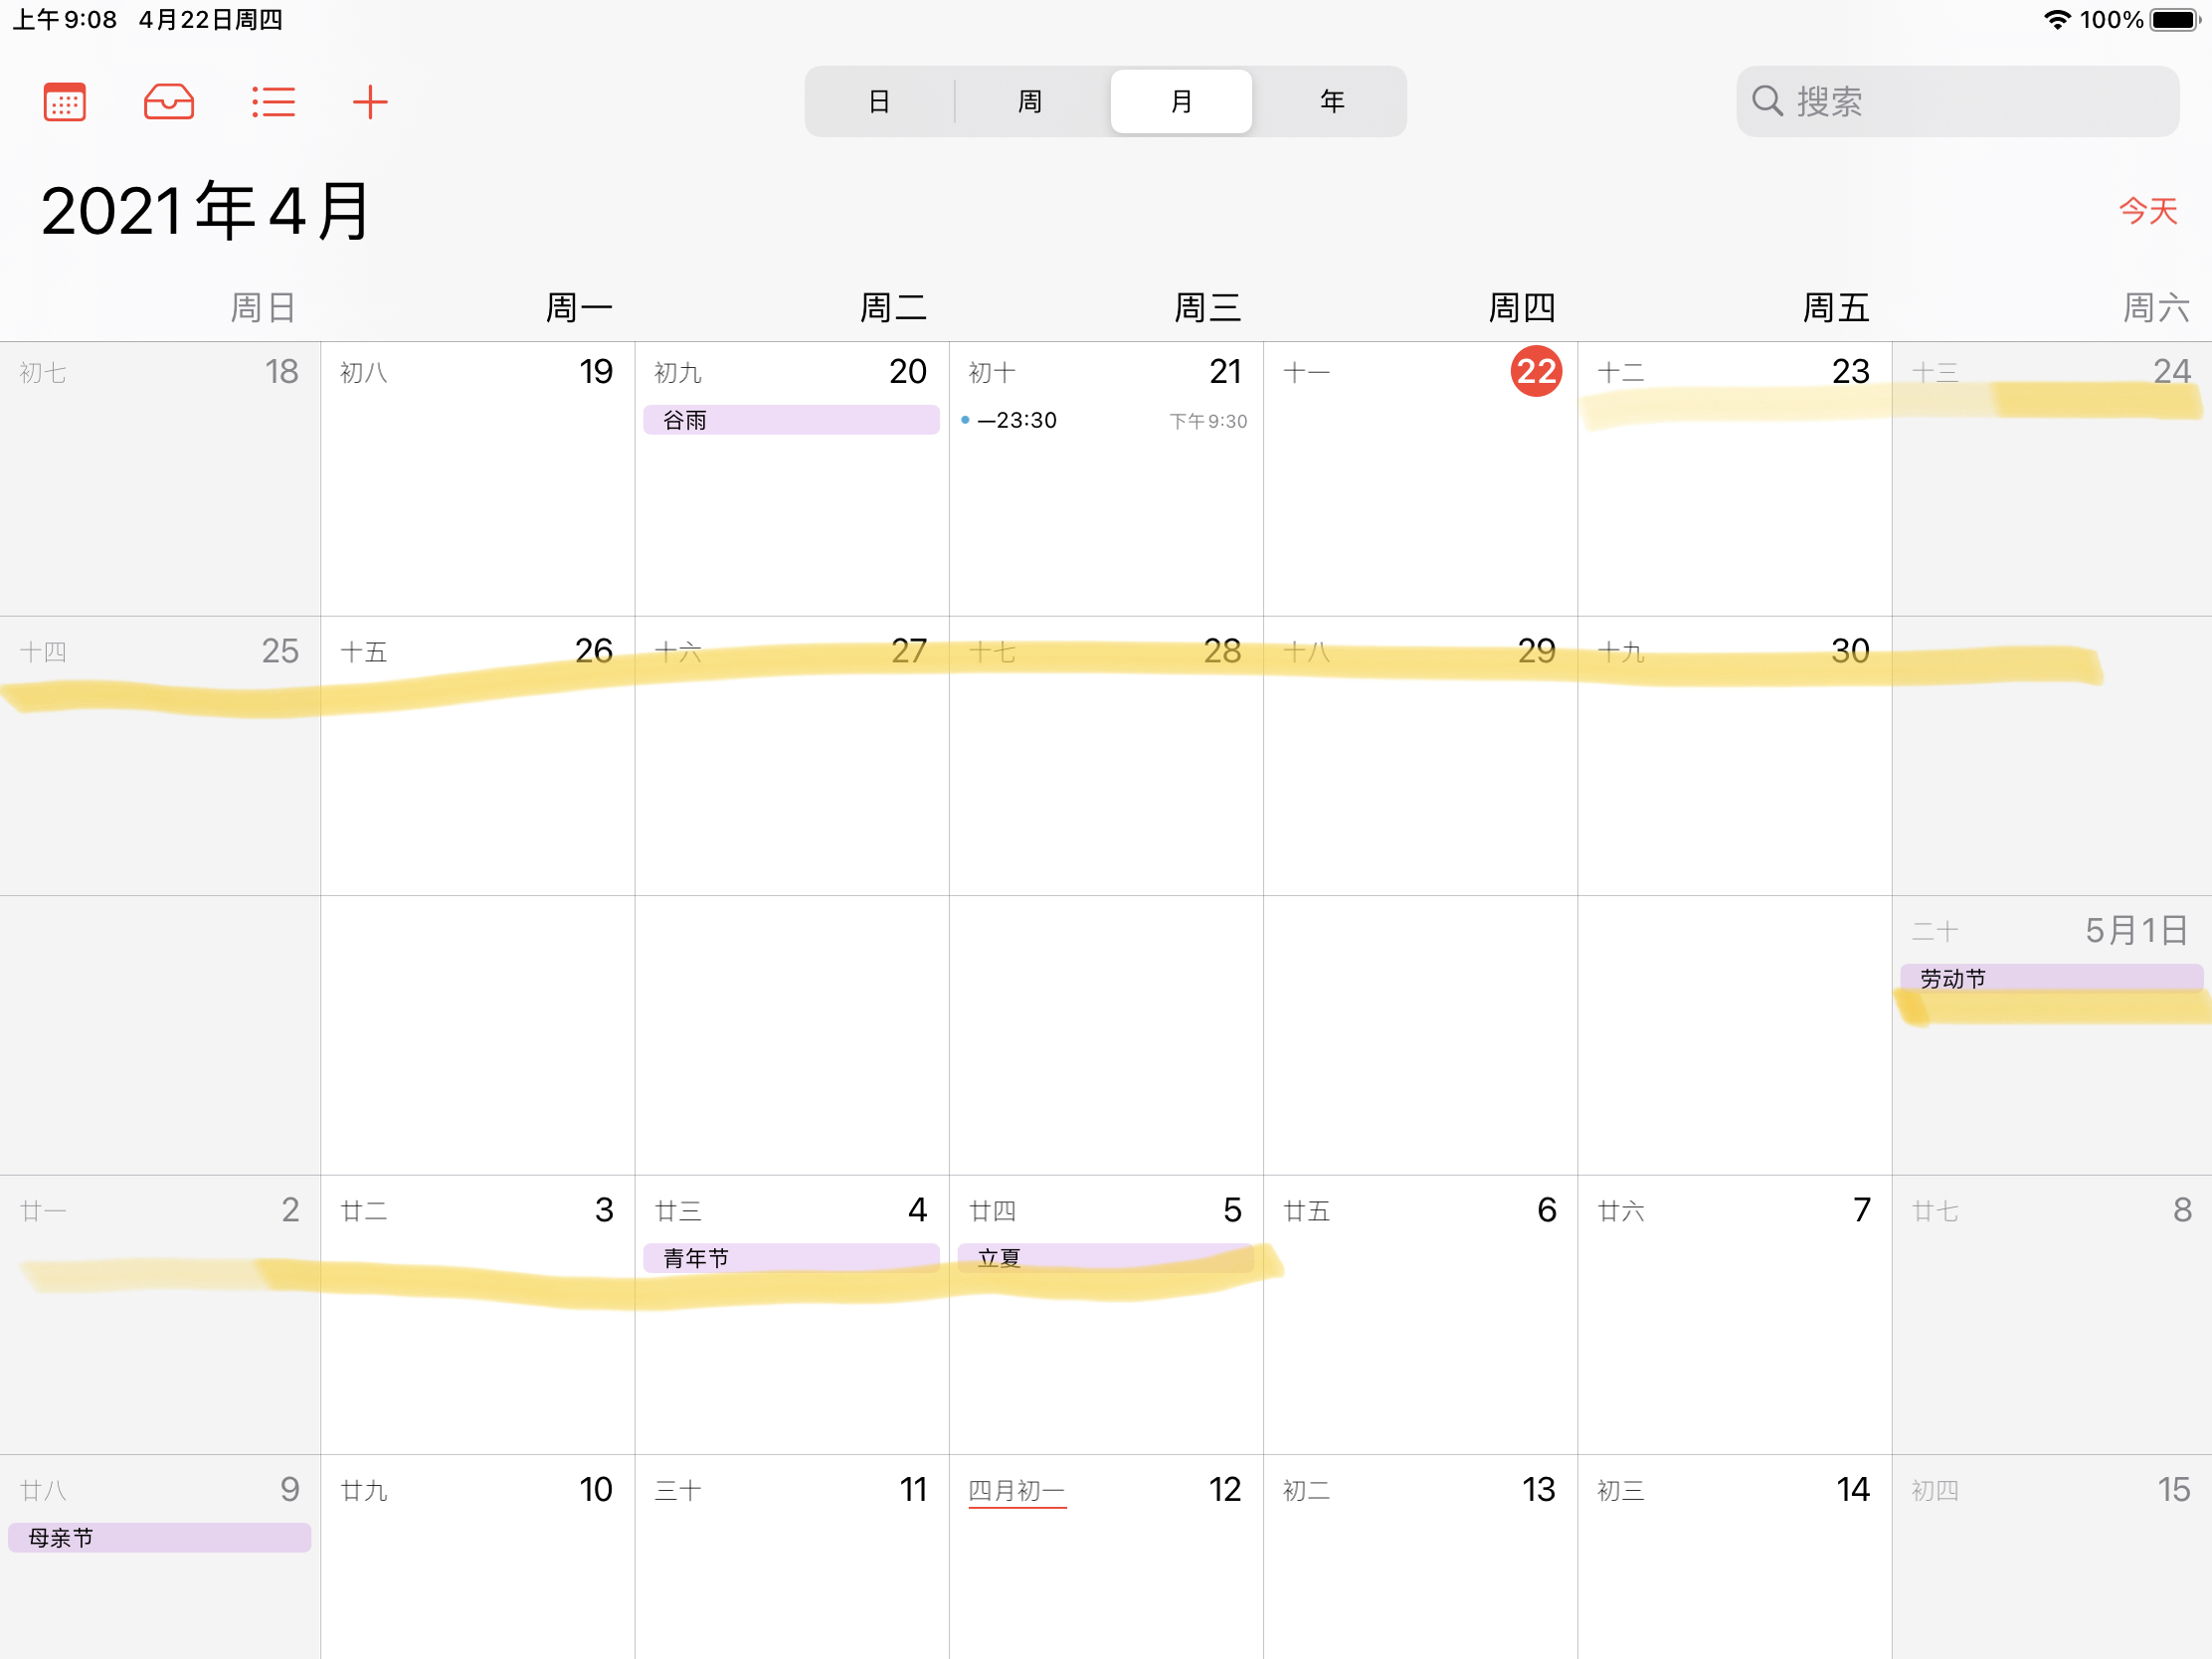 上午9:08 4月22日周四 100%
日 周 月 年 搜索
2021年4月 今天
周日 周一 周二 周三 周四 周五 周六
初七 18 初八 19 初九 20 初十 21 十一 22 十二 23 十三 24
谷雨 —23:30 下午9:30
十四 25 十五 26 十六 27 十七 28 十八 29 十九 30
二十 5月1日
劳动节
廿一 2 廿二 3 廿三 4 廿四 5 廿五 6 廿六 7 廿七 8
青年节 立夏
廿八 9 廿九 10 三十 11 四月初一 12 初二 13 初三 14 初四 15
母亲节